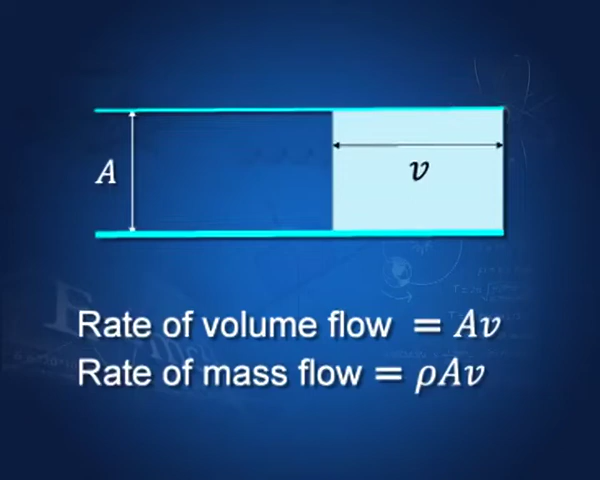 A
v
Rate of volume flow = Av
Rate of mass flow = ρAv